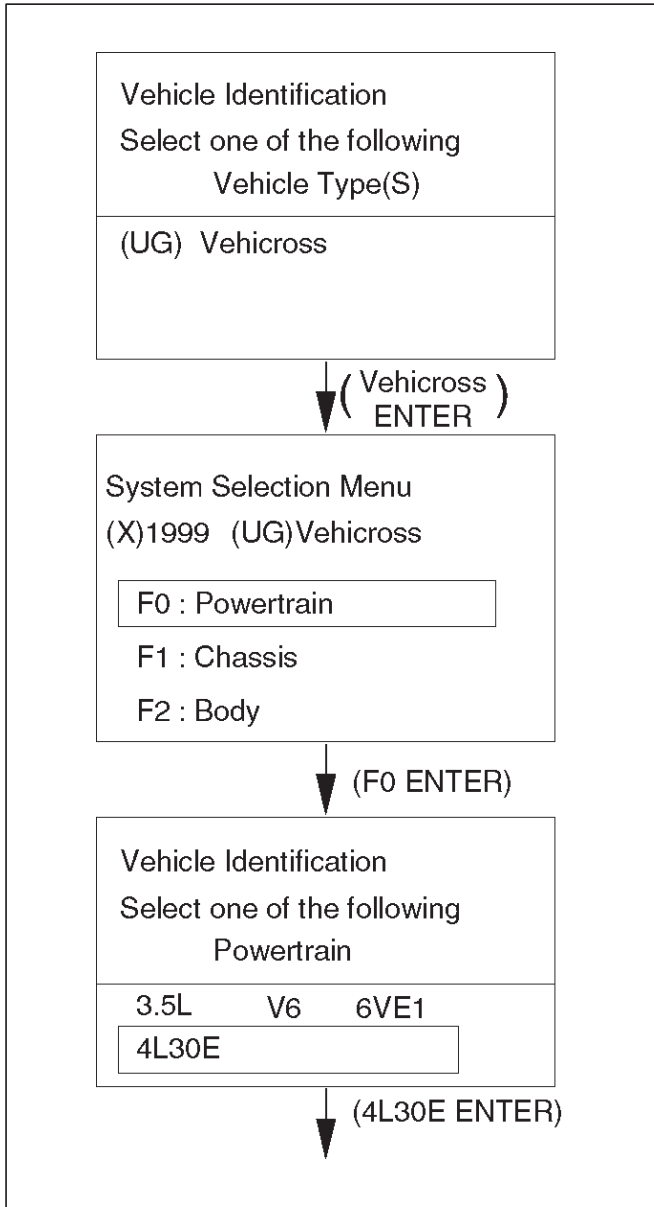 Vehicle Identification
Select one of the following
Vehicle Type(S)
(UG) Vehicross
(Vehicross
ENTER)
System Selection Menu
(X)1999 (UG)Vehicross
F0 : Powertrain
F1 : Chassis
F2 : Body
(F0 ENTER)
Vehicle Identification
Select one of the following
Powertrain
3.5L V6 6VE1
4L30E
(4L30E ENTER)